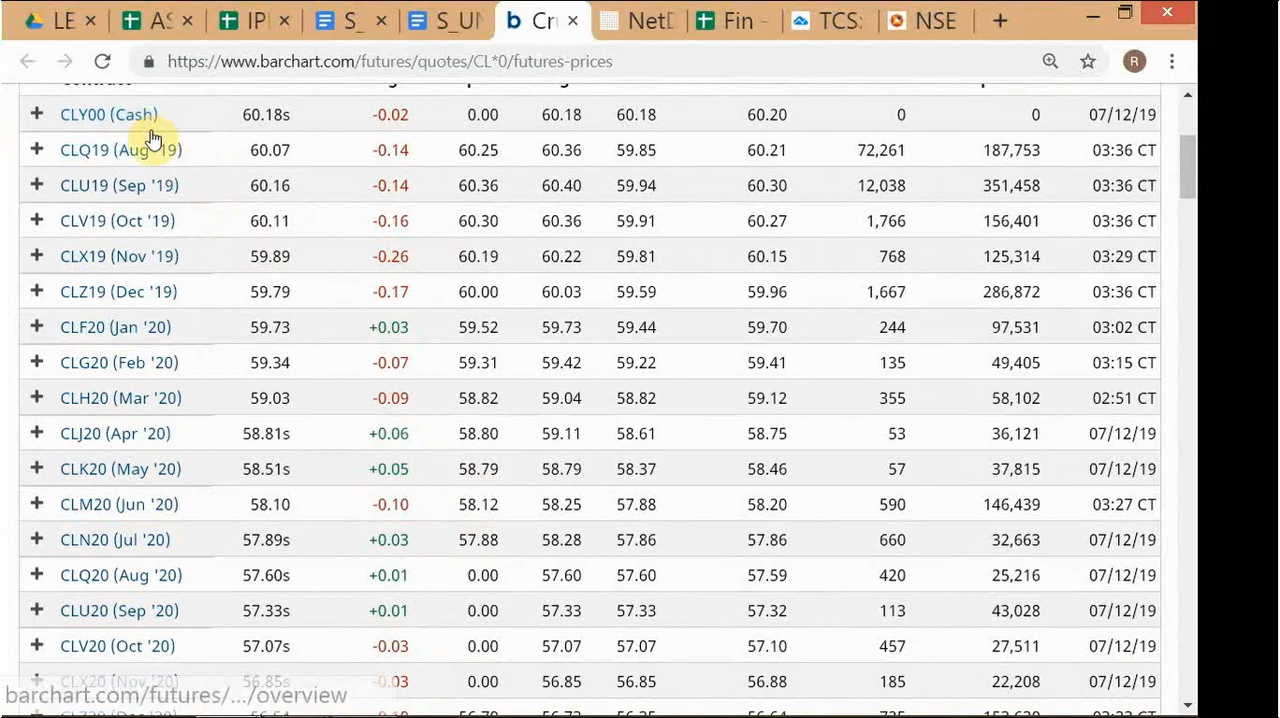 LE
AS
IP
S_
S_UN
Cr
NetD
Fin -
TCS:
NSE
https://www.barchart.com/futures/quotes/CL*0/futures-prices
R
CLY00 (Cash) 60.18s -0.02 0.00 60.18 60.18 60.20 0 0 07/12/19
CLQ19 (Aug '19) 60.07 -0.14 60.25 60.36 59.85 60.21 72,261 187,753 03:36 CT
CLU19 (Sep '19) 60.16 -0.14 60.36 60.40 59.94 60.30 12,038 351,458 03:36 CT
CLV19 (Oct '19) 60.11 -0.16 60.30 60.36 59.91 60.27 1,766 156,401 03:36 CT
CLX19 (Nov '19) 59.89 -0.26 60.19 60.22 59.81 60.15 768 125,314 03:29 CT
CLZ19 (Dec '19) 59.79 -0.17 60.00 60.03 59.59 59.96 1,667 286,872 03:36 CT
CLF20 (Jan '20) 59.73 +0.03 59.52 59.73 59.44 59.70 244 97,531 03:02 CT
CLG20 (Feb '20) 59.34 -0.07 59.31 59.42 59.22 59.41 135 49,405 03:15 CT
CLH20 (Mar '20) 59.03 -0.09 58.82 59.04 58.82 59.12 355 58,102 02:51 CT
CLJ20 (Apr '20) 58.81s +0.06 58.80 59.11 58.61 58.75 53 36,121 07/12/19
CLK20 (May '20) 58.51s +0.05 58.79 58.79 58.37 58.46 57 37,815 07/12/19
CLM20 (Jun '20) 58.10 -0.10 58.12 58.25 57.88 58.20 590 146,439 03:27 CT
CLN20 (Jul '20) 57.89s +0.03 57.88 58.28 57.86 57.86 660 32,663 07/12/19
CLQ20 (Aug '20) 57.60s +0.01 0.00 57.60 57.60 57.59 420 25,216 07/12/19
CLU20 (Sep '20) 57.33s +0.01 0.00 57.33 57.33 57.32 113 43,028 07/12/19
CLV20 (Oct '20) 57.07s -0.03 0.00 57.07 57.07 57.10 457 27,511 07/12/19
CLX20 (Nov '20) 56.85s -0.03 0.00 56.85 56.85 56.88 185 22,208 07/12/19
barchart.com/futures/.../overview